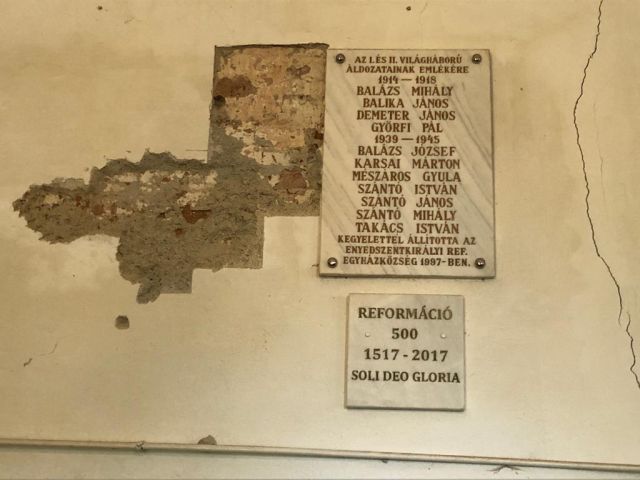 AZ I. ÉS II. VILÁGHÁBORÚ
ÁLDOZATAINAK EMLÉKÉRE
1914 — 1918
BALÁZS MIHÁLY
BALIKA JÁNOS
DEMETER JÁNOS
GYÖRFI PÁL
1939 — 1945
BALÁZS JÓZSEF
KARSAI MÁRTON
MÉSZÁROS GYULA
SZÁNTÓ ISTVÁN
SZÁNTÓ JÁNOS
SZÁNTÓ MIHÁLY
TAKÁCS ISTVÁN
KEGYELETTEL ÁLLÍTOTTA AZ
ENYEDSZENTKIRÁLYI REF.
EGYHÁZKÖZSÉG 1997-BEN.
REFORMÁCIÓ
500
1517 - 2017
SOLI DEO GLORIA